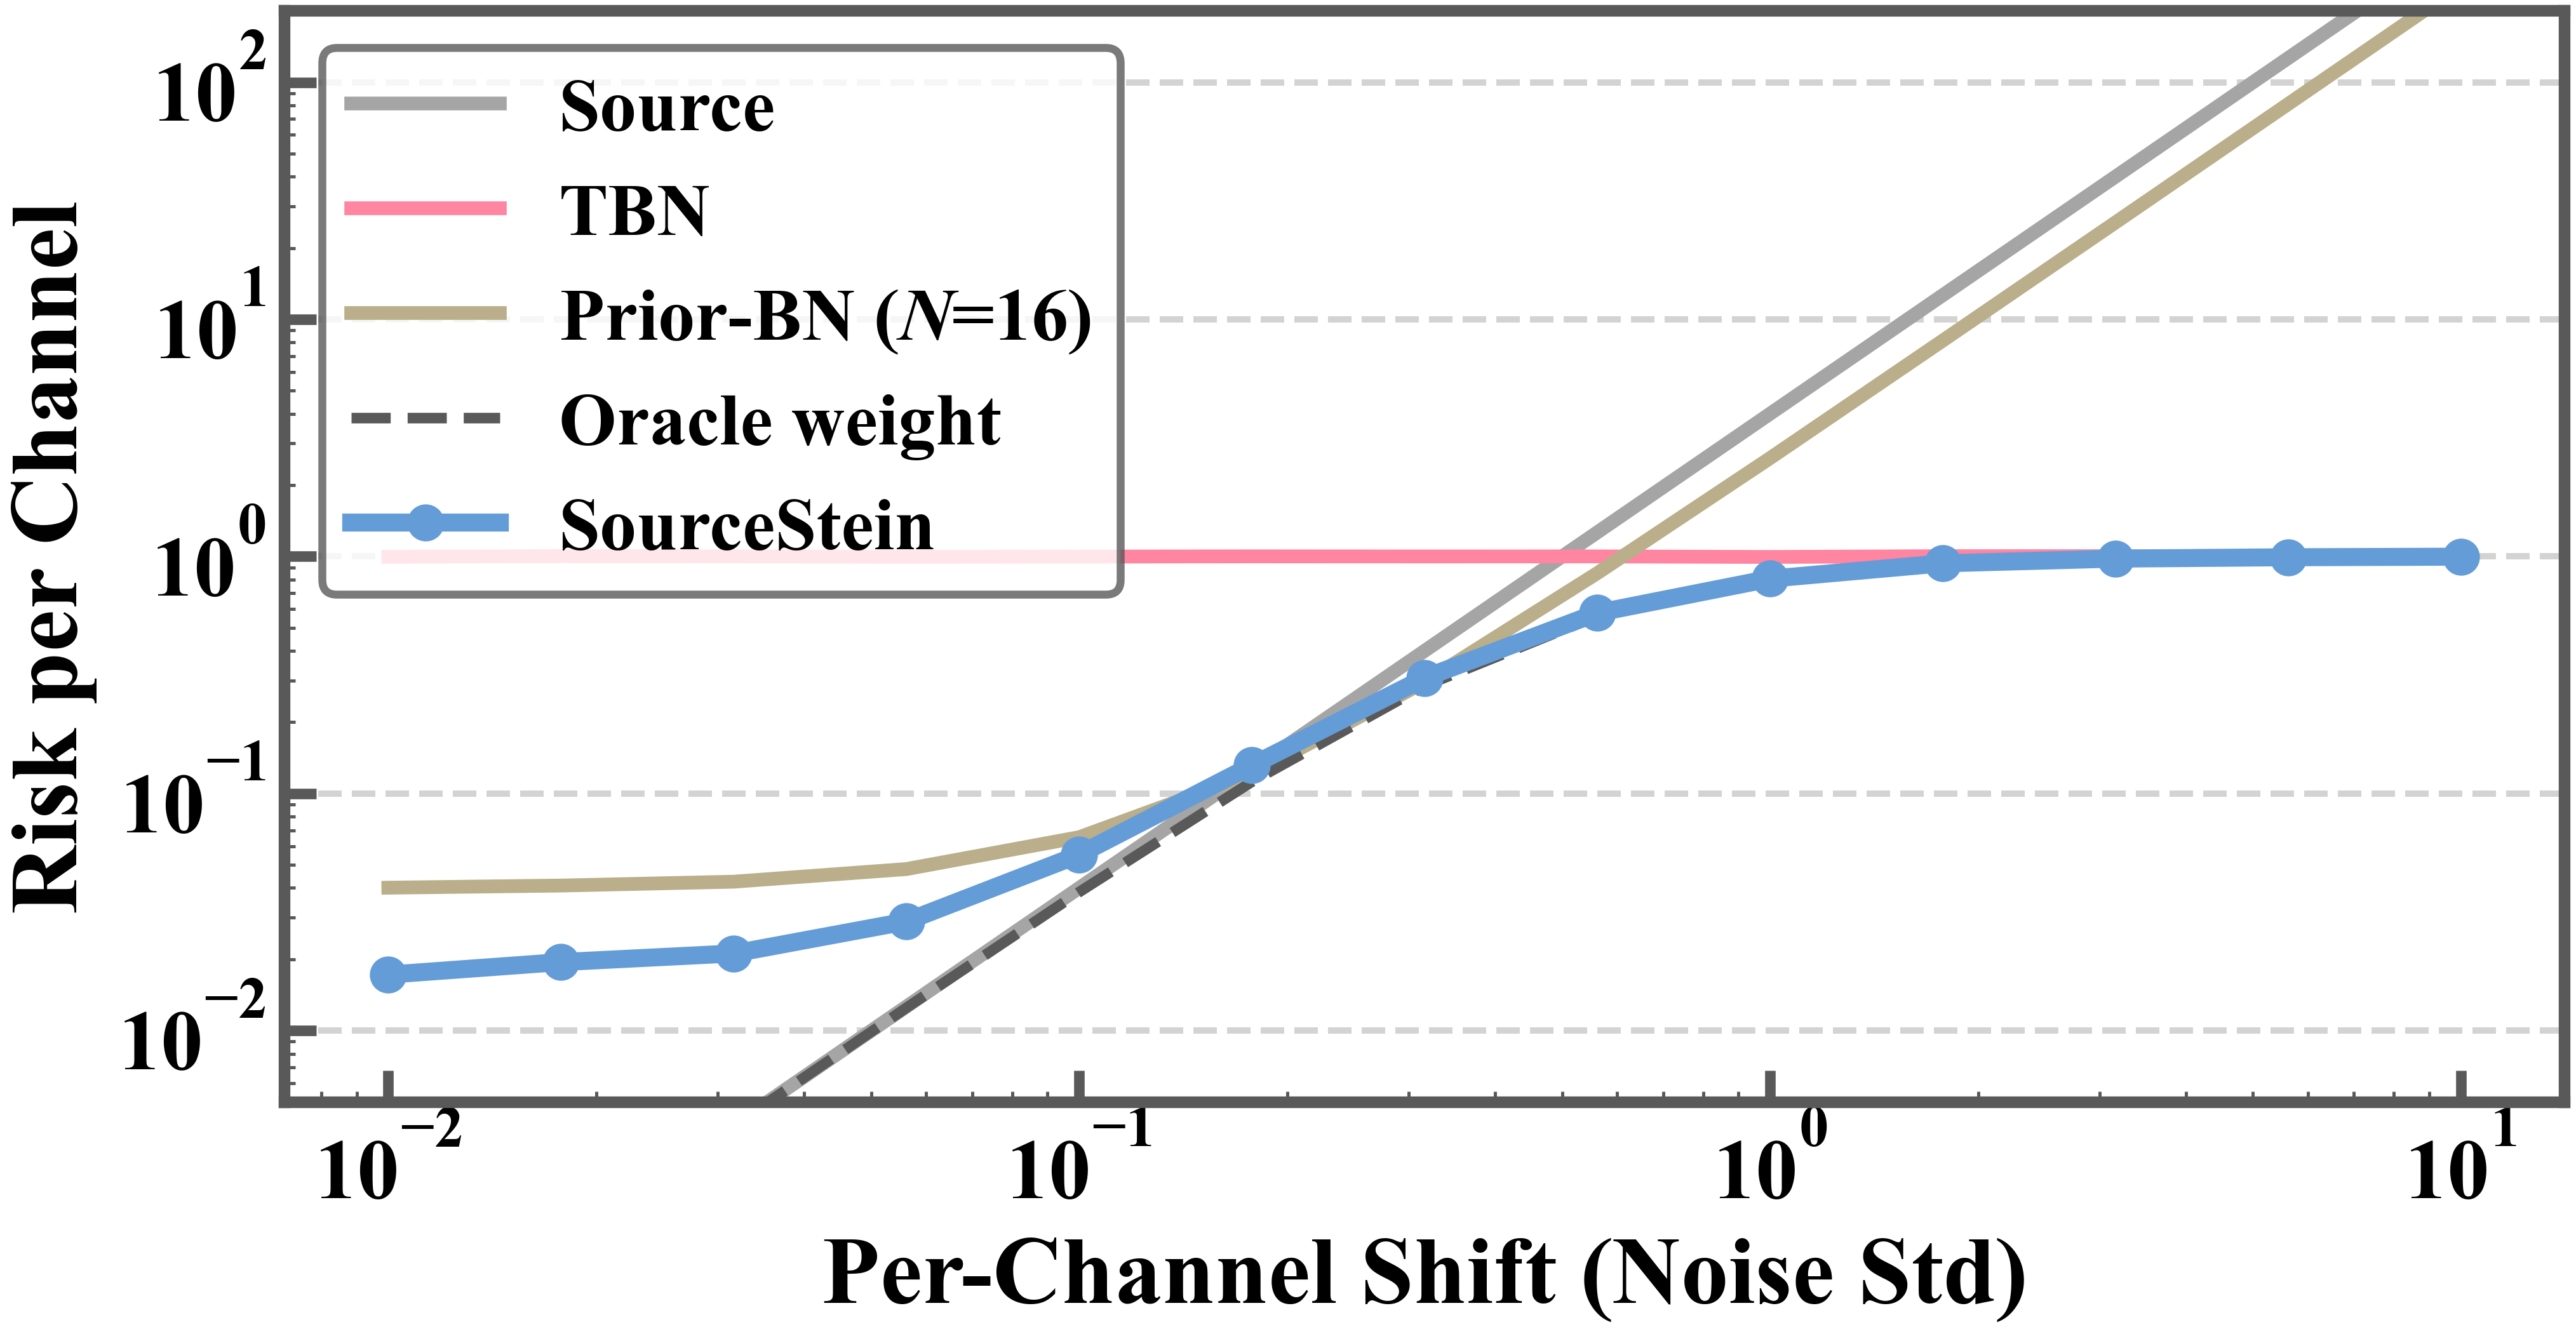 Risk per Channel
10^2
10^1
10^0
10^−1
10^−2
Source
TBN
Prior-BN (N=16)
Oracle weight
SourceStein
10^−2 10^−1 10^0 10^1
Per-Channel Shift (Noise Std)